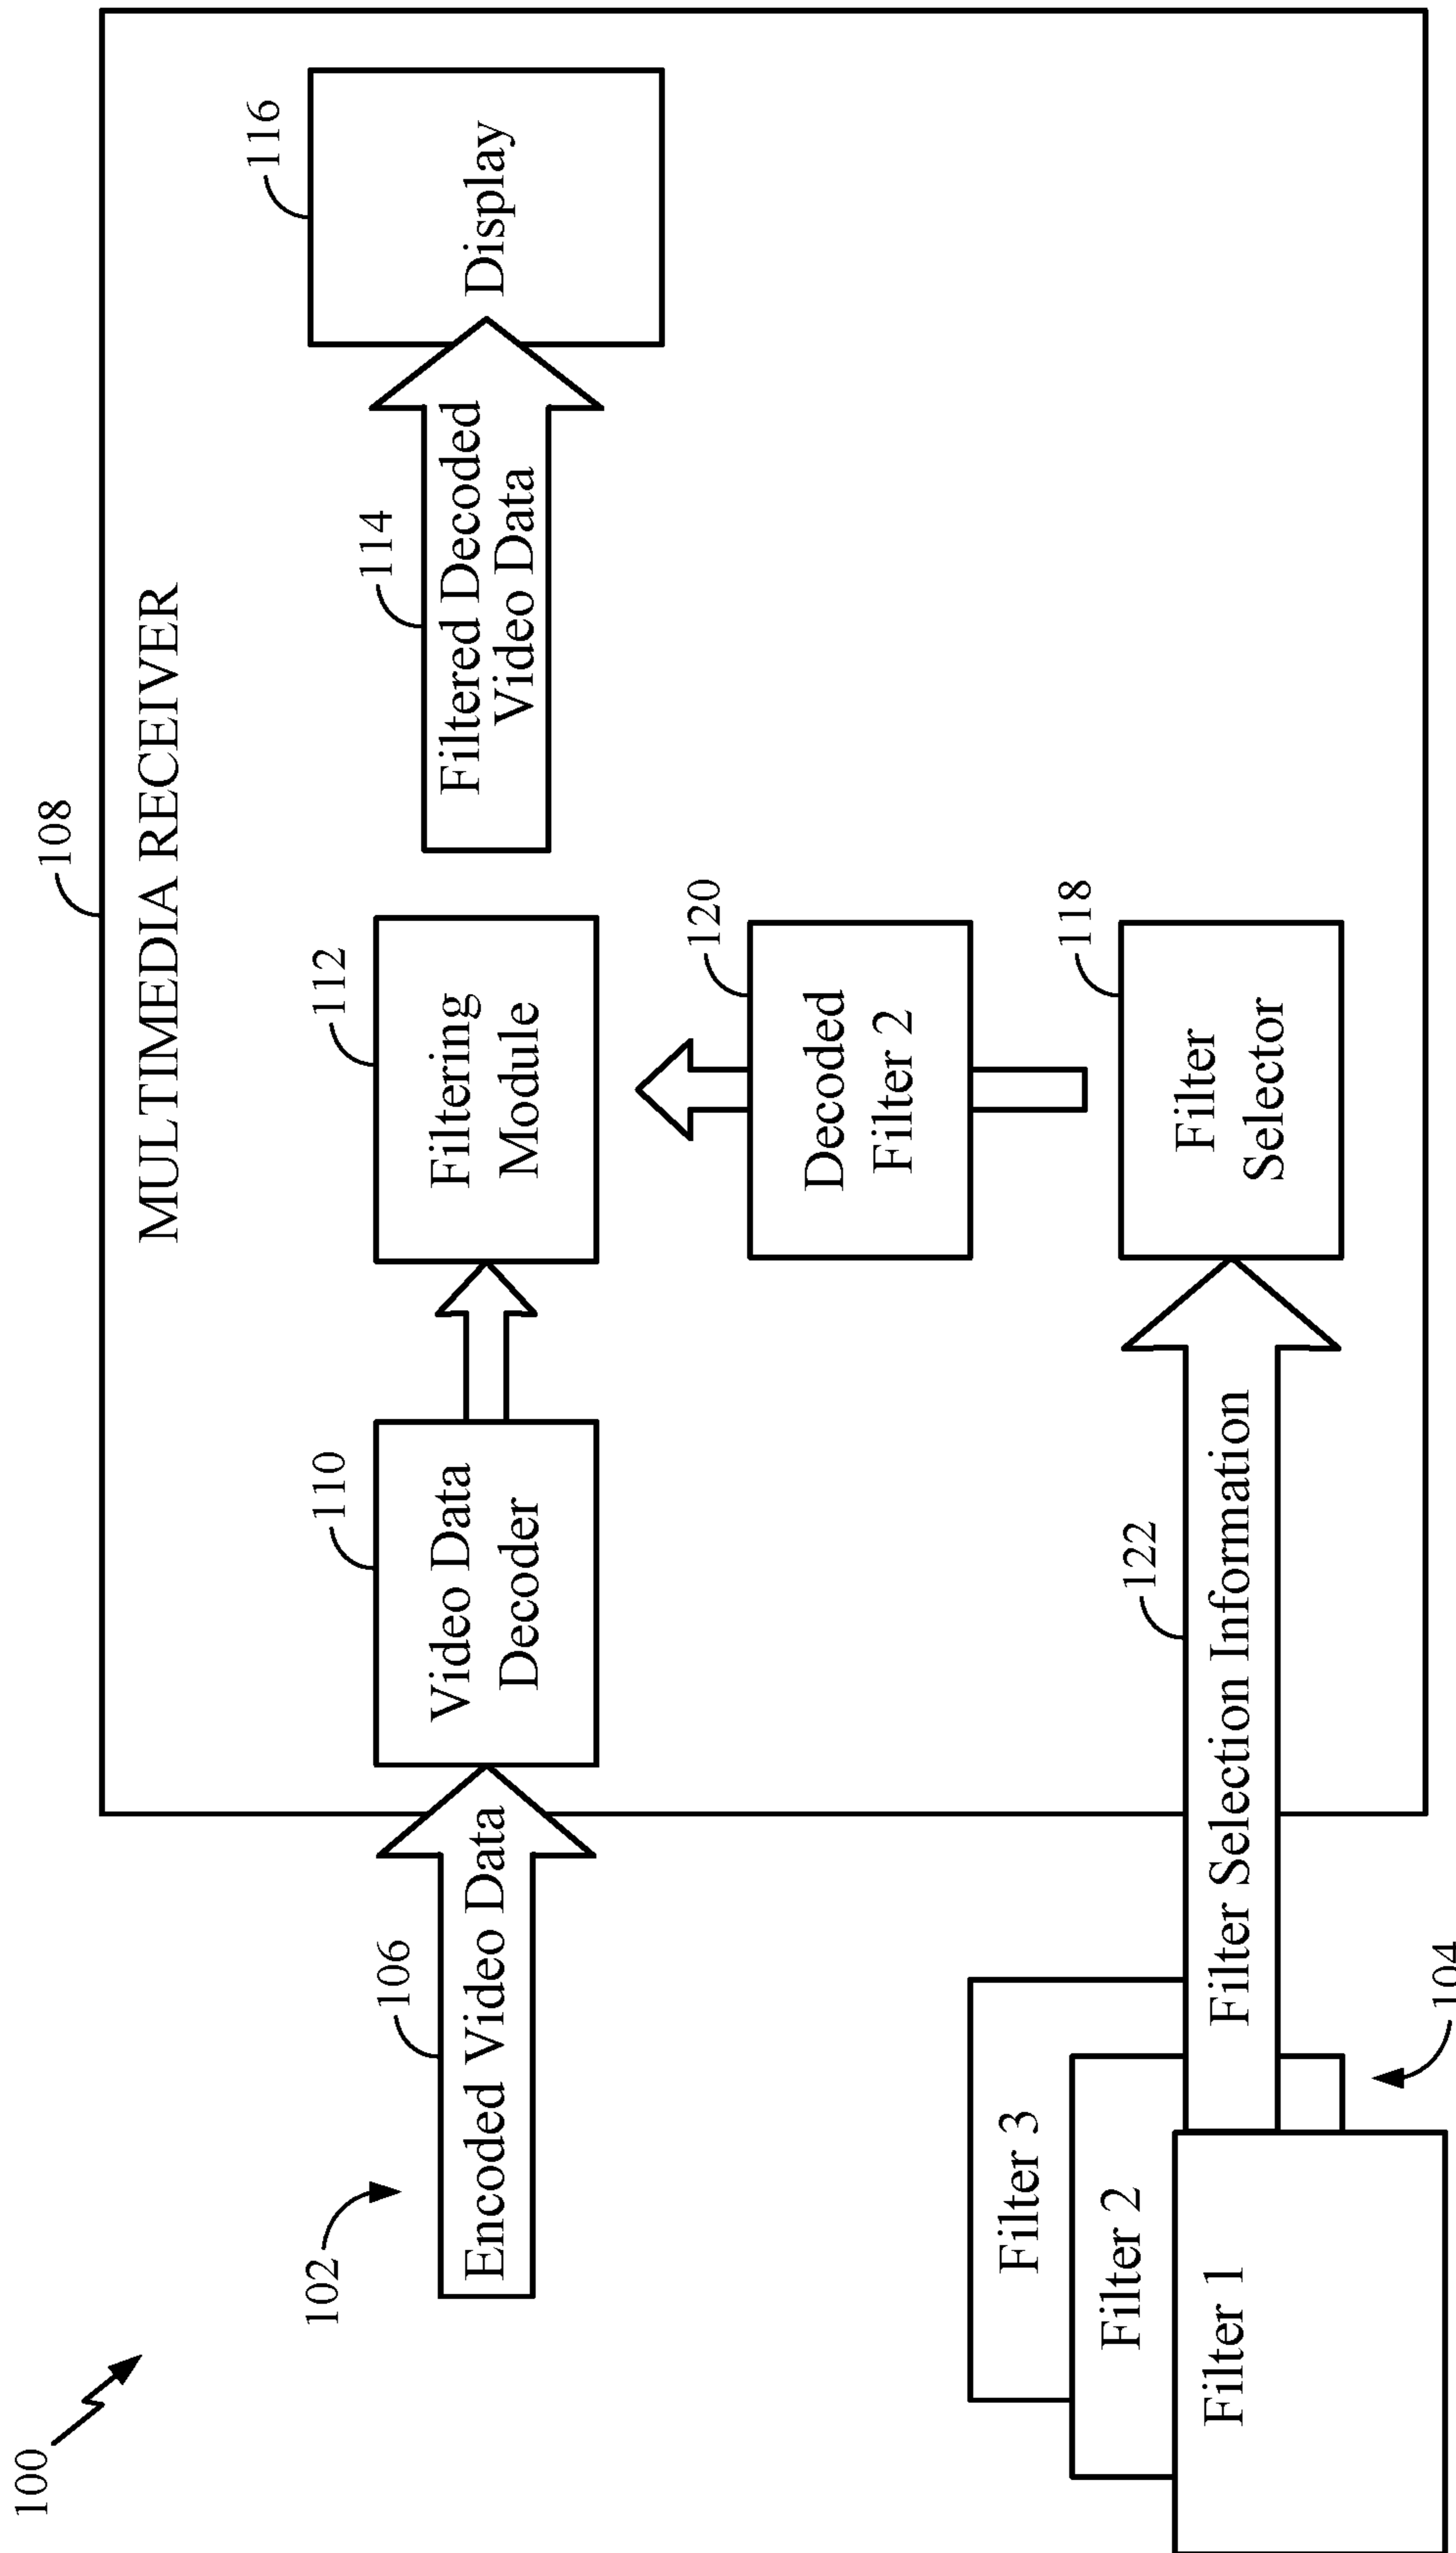 100
108
MULTIMEDIA RECEIVER
102
106
Encoded Video Data
110
Video Data
Decoder
112
Filtering
Module
114
Filtered Decoded
Video Data
116
Display
120
Decoded
Filter 2
118
Filter
Selector
122
Filter Selection Information
Filter 3
Filter 2
Filter 1
104